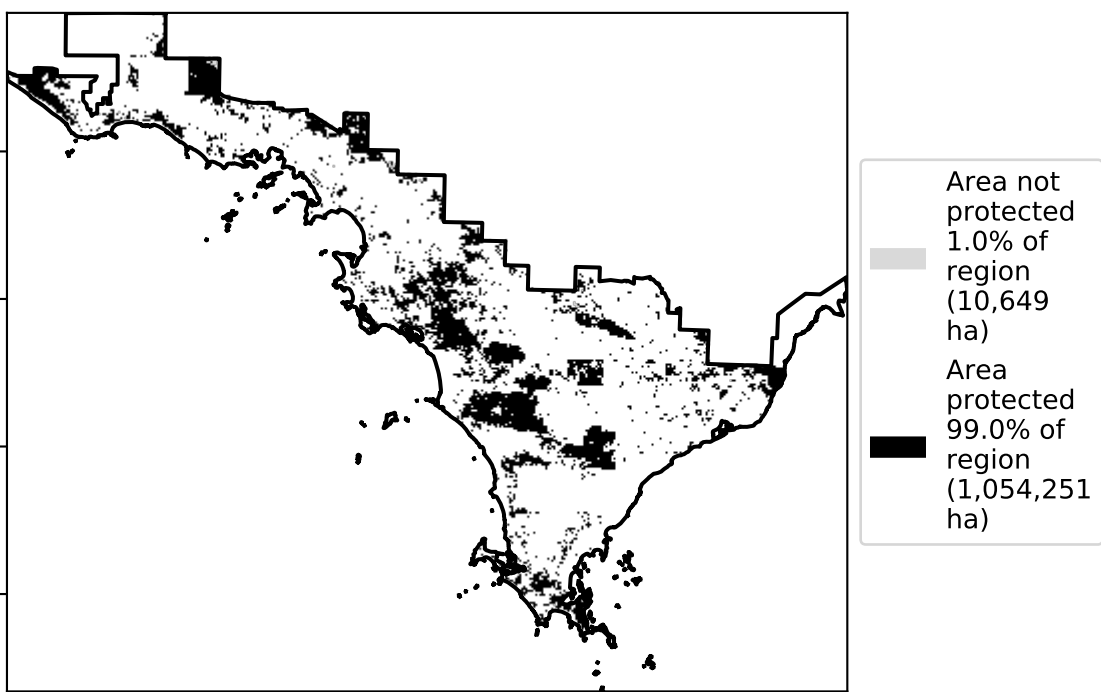 Area not
protected
1.0% of
region
(10,649
ha)
Area
protected
99.0% of
region
(1,054,251
ha)